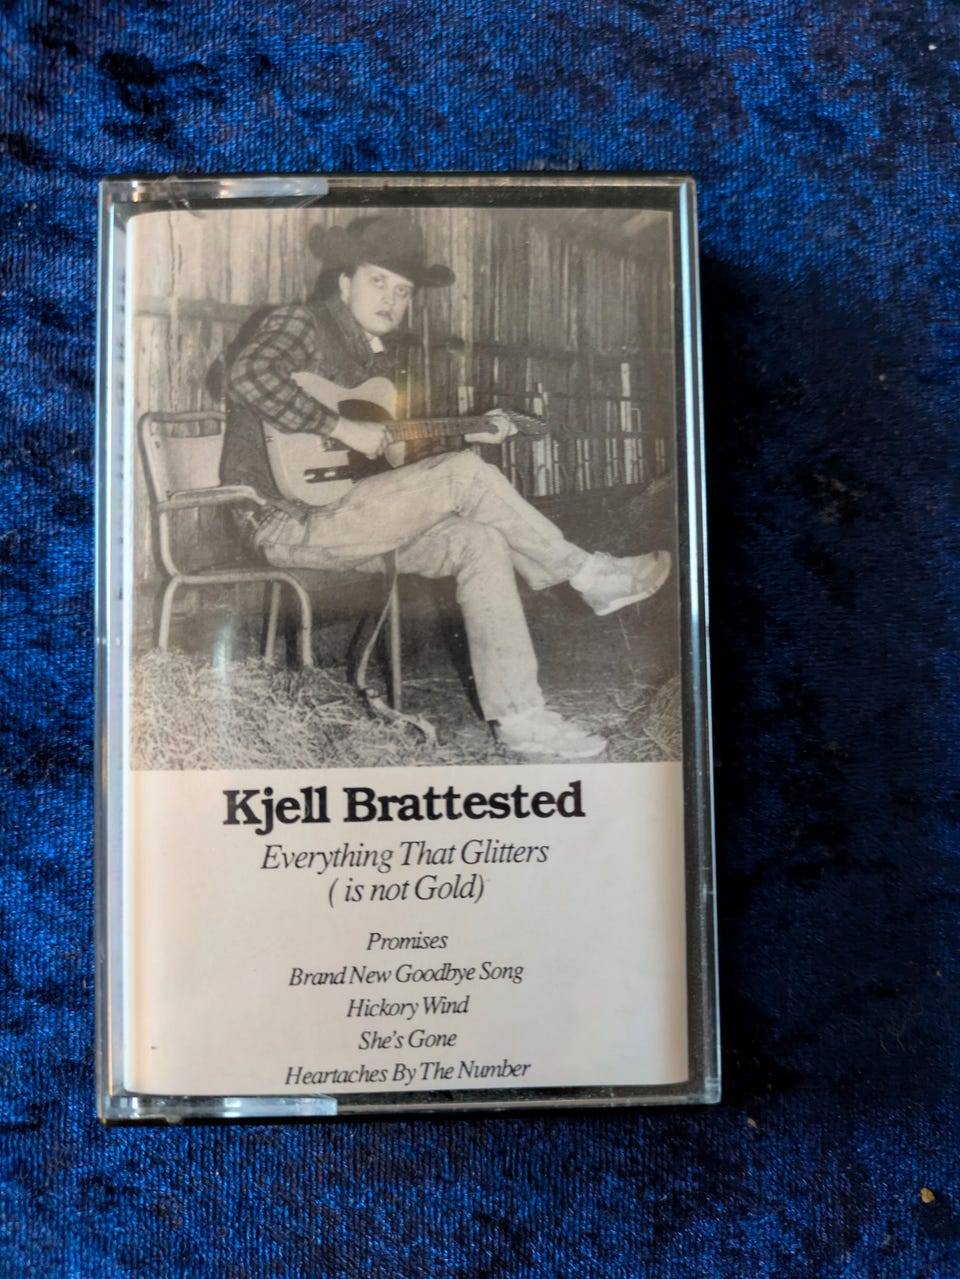 Kjell Brattested
Everything That Glitters
( is not Gold)
Promises
Brand New Goodbye Song
Hickory Wind
She's Gone
Heartaches By The Number